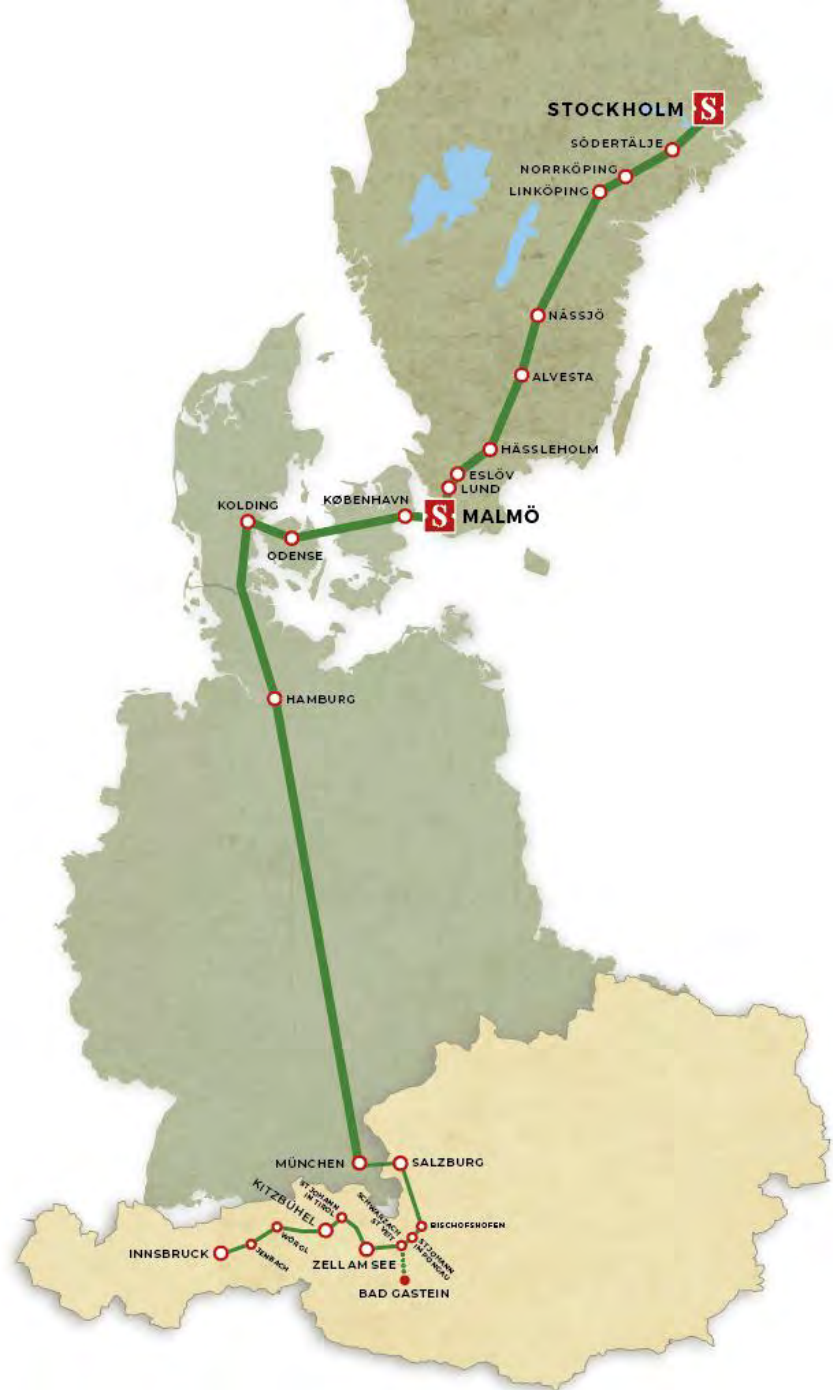 STOCKHOLM S
SÖDERTÄLJE
NORRKÖPING
LINKÖPING
NÄSSJÖ
ALVESTA
HÄSSLEHOLM
ESLÖV
LUND
KØBENHAVN
S MALMÖ
KOLDING
ODENSE
HAMBURG
MÜNCHEN
SALZBURG
KITZBÜHEL
ST JOHANN
IN TIROL
SCHWARZACH
ST VEIT
BISCHOFSHOFEN
ST JOHANN
IM PONGAU
WÖRGL
JENBACH
INNSBRUCK
ZELL AM SEE
BAD GASTEIN